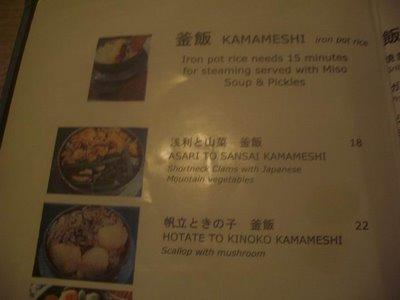 釜飯 KAMAMESHI iron pot rice
Iron pot rice needs 15 minutes
for steaming served with Miso
Soup & Pickles
浅利と山菜 釜飯 18
ASARI TO SANSAI KAMAMESHI
Shortneck Clams with Japanese
Mountain vegetables
帆立ときの子 釜飯 22
HOTATE TO KINOKO KAMAMESHI
Scallop with mushroom
飯